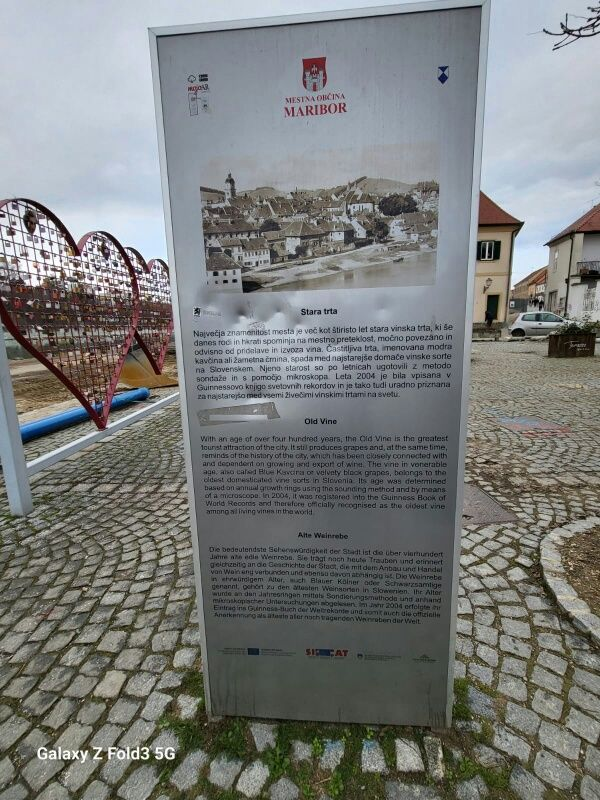 MESTNA OBČINA
MARIBOR
Stara trta
Največja znamenitost mesta je več kot štiristo let stara vinska trta, ki še
danes rodi in hkrati spominja na mestno preteklost, močno povezano in
odvisno od pridelave in izvoza vina. Častitljiva trta, imenovana modra
kavčina ali žametna črnina, spada med najstarejše domače vinske sorte
na Slovenskem. Njeno starost so po letnicah ugotovili z metodo
sondaže in s pomočjo mikroskopa. Leta 2004 je bila vpisana v
Guinnessovo knjigo svetovnih rekordov in je tako tudi uradno priznana
za najstarejšo med vsemi živečimi vinskimi trtami na svetu.
Old Vine
With an age of over four hundred years, the Old Vine is the greatest
tourist attraction of the city. It still produces grapes and, at the same time,
reminds of the history of the city, which has been closely connected with
and dependent on growing and export of wine. The vine in venerable
age, also called Blue Kavčina or velvety black grapes, belongs to the
oldest domesticated vine sorts in Slovenia. Its age was determined
based on annual growth rings using the sounding method and by means
of a microscope. In 2004, it was registered into the Guinness Book of
World Records and therefore officially recognised as the oldest vine
among all living vines in the world.
Alte Weinrebe
Die bedeutendste Sehenswürdigkeit der Stadt ist die über vierhundert
Jahre alte edle Weinrebe. Sie trägt noch heute Trauben und erinnert
gleichzeitig an die Geschichte der Stadt, die mit dem Anbau und Handel
von Wein eng verbunden und ebenso davon abhängig ist. Die Weinrebe
in ehrwürdigem Alter, auch Blauer Kölner oder Schwarzsamtige
genannt, gehört zu den ältesten Weinsorten in Slowenien. Ihr Alter
wurde an den Jahresringen mittels Sondierungsmethode und anhand
mikroskopischer Untersuchungen abgelesen. Im Jahr 2004 erfolgte ihr
Eintrag ins Guinness-Buch der Weltrekorde und somit auch die offizielle
Anerkennung als älteste aller noch tragenden Weinreben der Welt.
Galaxy Z Fold3 5G